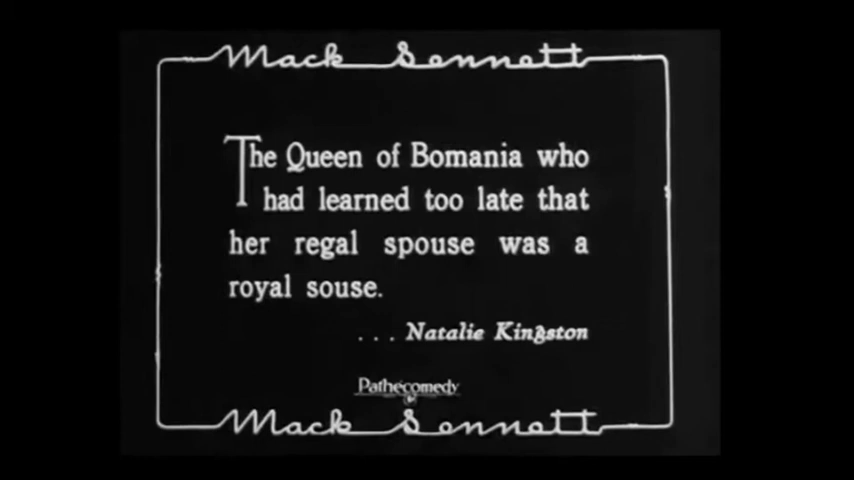 Mack Sennett
The Queen of Bomania who
had learned too late that
her regal spouse was a
royal souse.
... Natalie Kingston
Pathecomedy
Mack Sennett